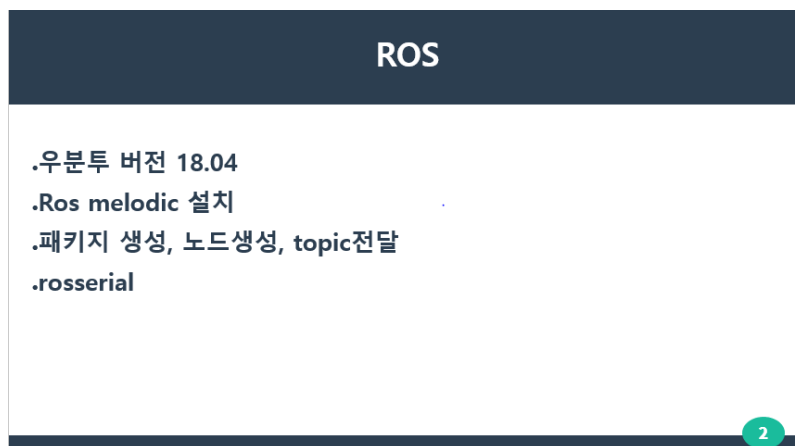 ROS
.우분투 버전 18.04
.Ros melodic 설치
.패키지 생성, 노드생성, topic전달
.rosserial
2